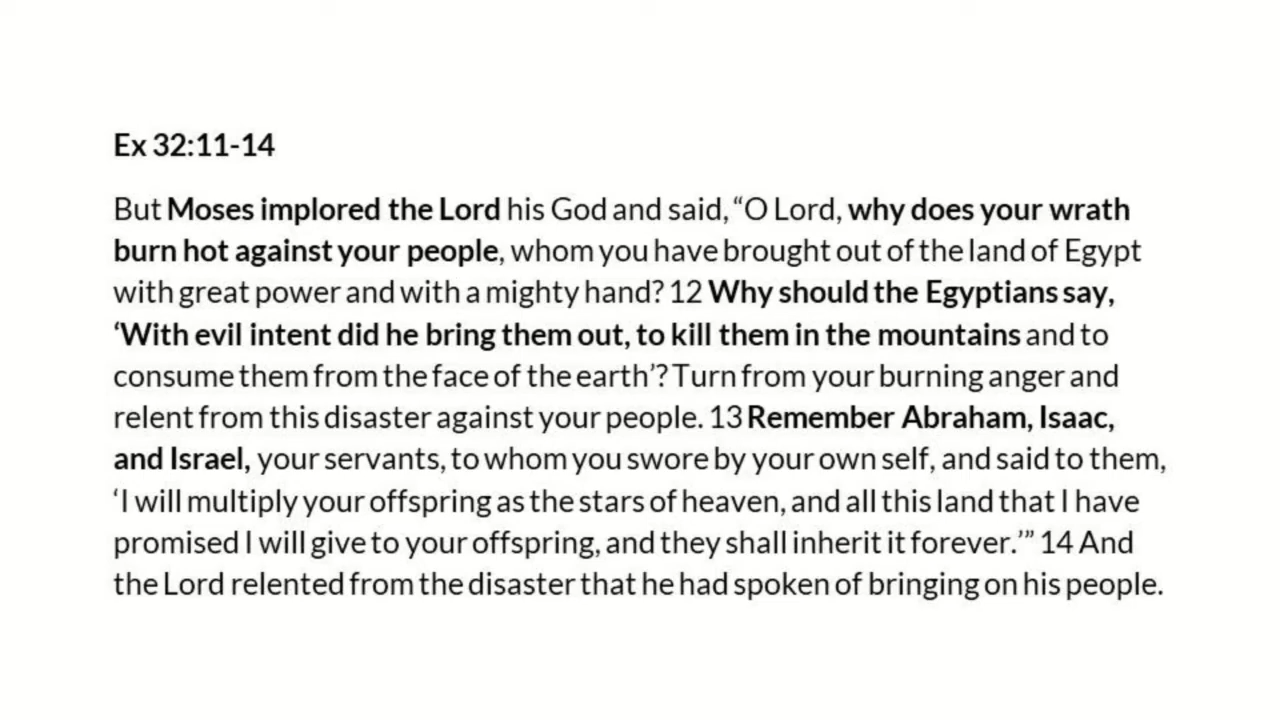 Ex 32:11-14
But Moses implored the Lord his God and said, “O Lord, why does your wrath
burn hot against your people, whom you have brought out of the land of Egypt
with great power and with a mighty hand? 12 Why should the Egyptians say,
‘With evil intent did he bring them out, to kill them in the mountains and to
consume them from the face of the earth’? Turn from your burning anger and
relent from this disaster against your people. 13 Remember Abraham, Isaac,
and Israel, your servants, to whom you swore by your own self, and said to them,
‘I will multiply your offspring as the stars of heaven, and all this land that I have
promised I will give to your offspring, and they shall inherit it forever.’” 14 And
the Lord relented from the disaster that he had spoken of bringing on his people.